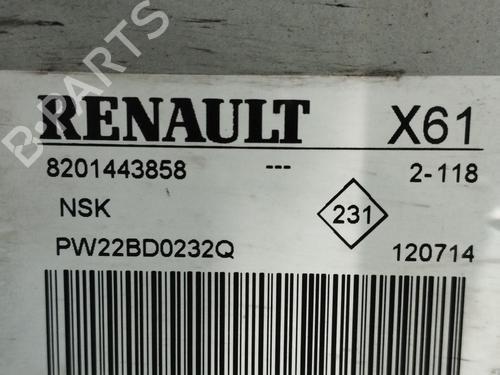 B-PARTS
RENAULT X61
8201443858 --- 2-118
NSK 231
PW22BD0232Q 120714